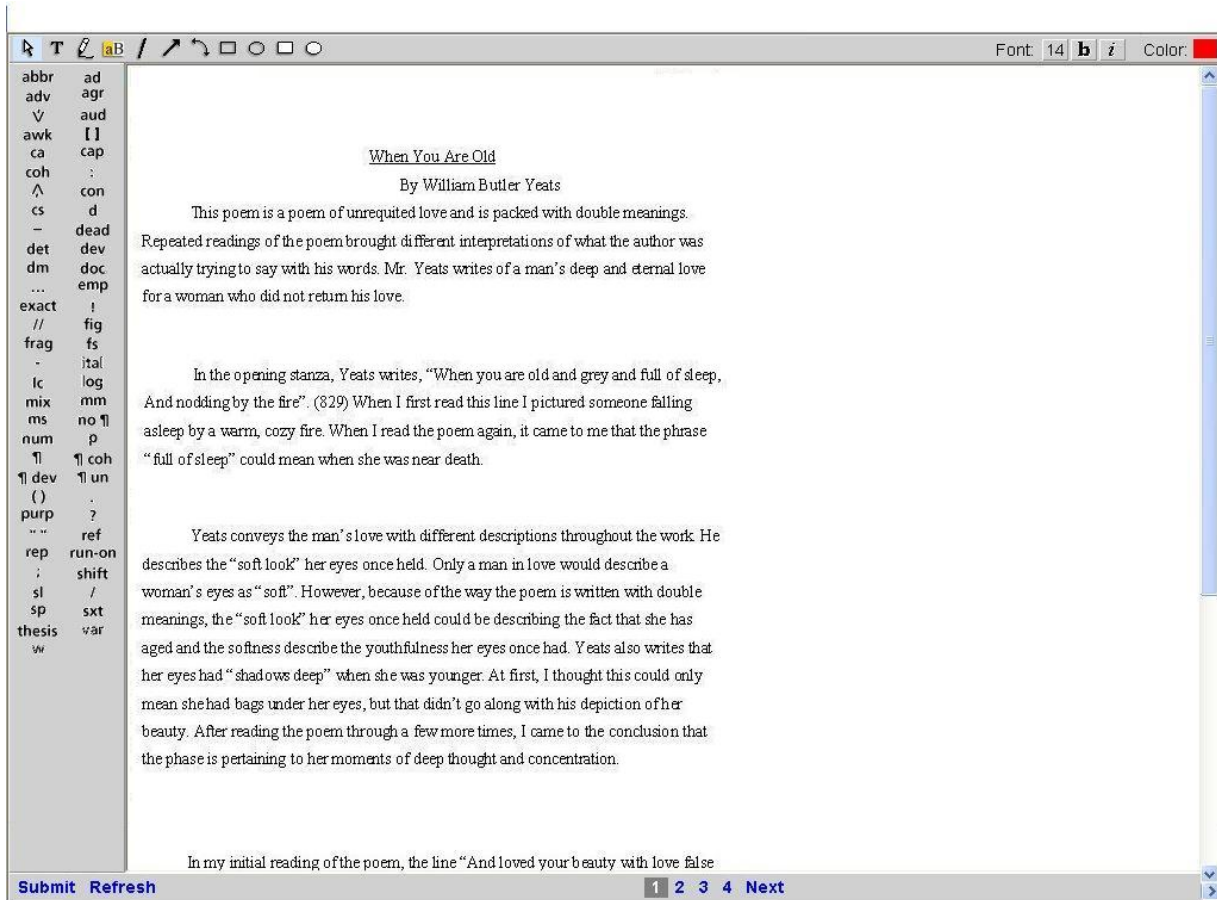 T aB Font: 14 b i Color:
abbr ad
adv agr
aud
awk [ ]
ca cap
coh :
^ con
cs d
– dead
det dev
dm doc
... emp
exact !
// fig
frag fs
- ital
lc log
mix mm
ms no ¶
num p
¶ ¶ coh
¶ dev ¶ un
( ) .
purp ?
" " ref
rep run-on
; shift
sl /
sp sxt
thesis var
w
When You Are Old
By William Butler Yeats
This poem is a poem of unrequited love and is packed with double meanings.
Repeated readings of the poem brought different interpretations of what the author was
actually trying to say with his words. Mr. Yeats writes of a man's deep and eternal love
for a woman who did not return his love.
In the opening stanza, Yeats writes, “When you are old and grey and full of sleep,
And nodding by the fire”. (829) When I first read this line I pictured someone falling
asleep by a warm, cozy fire. When I read the poem again, it came to me that the phrase
“full of sleep” could mean when she was near death.
Yeats conveys the man's love with different descriptions throughout the work. He
describes the “soft look” her eyes once held. Only a man in love would describe a
woman's eyes as “soft”. However, because of the way the poem is written with double
meanings, the “soft look” her eyes once held could be describing the fact that she has
aged and the softness describe the youthfulness her eyes once had. Yeats also writes that
her eyes had “shadows deep” when she was younger. At first, I thought this could only
mean she had bags under her eyes, but that didn't go along with his depiction of her
beauty. After reading the poem through a few more times, I came to the conclusion that
the phase is pertaining to her moments of deep thought and concentration.
In my initial reading of the poem, the line “And loved your beauty with love false
Submit Refresh 1 2 3 4 Next